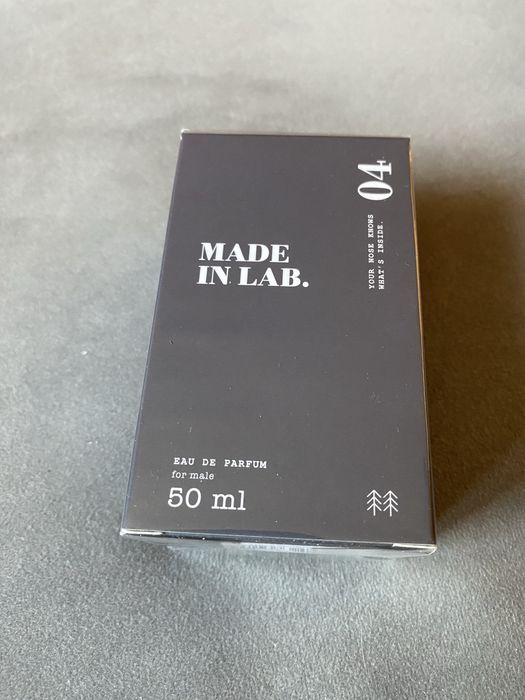 04
YOUR NOSE KNOWS
WHAT'S INSIDE.
MADE
IN LAB.
EAU DE PARFUM
for male
50 ml